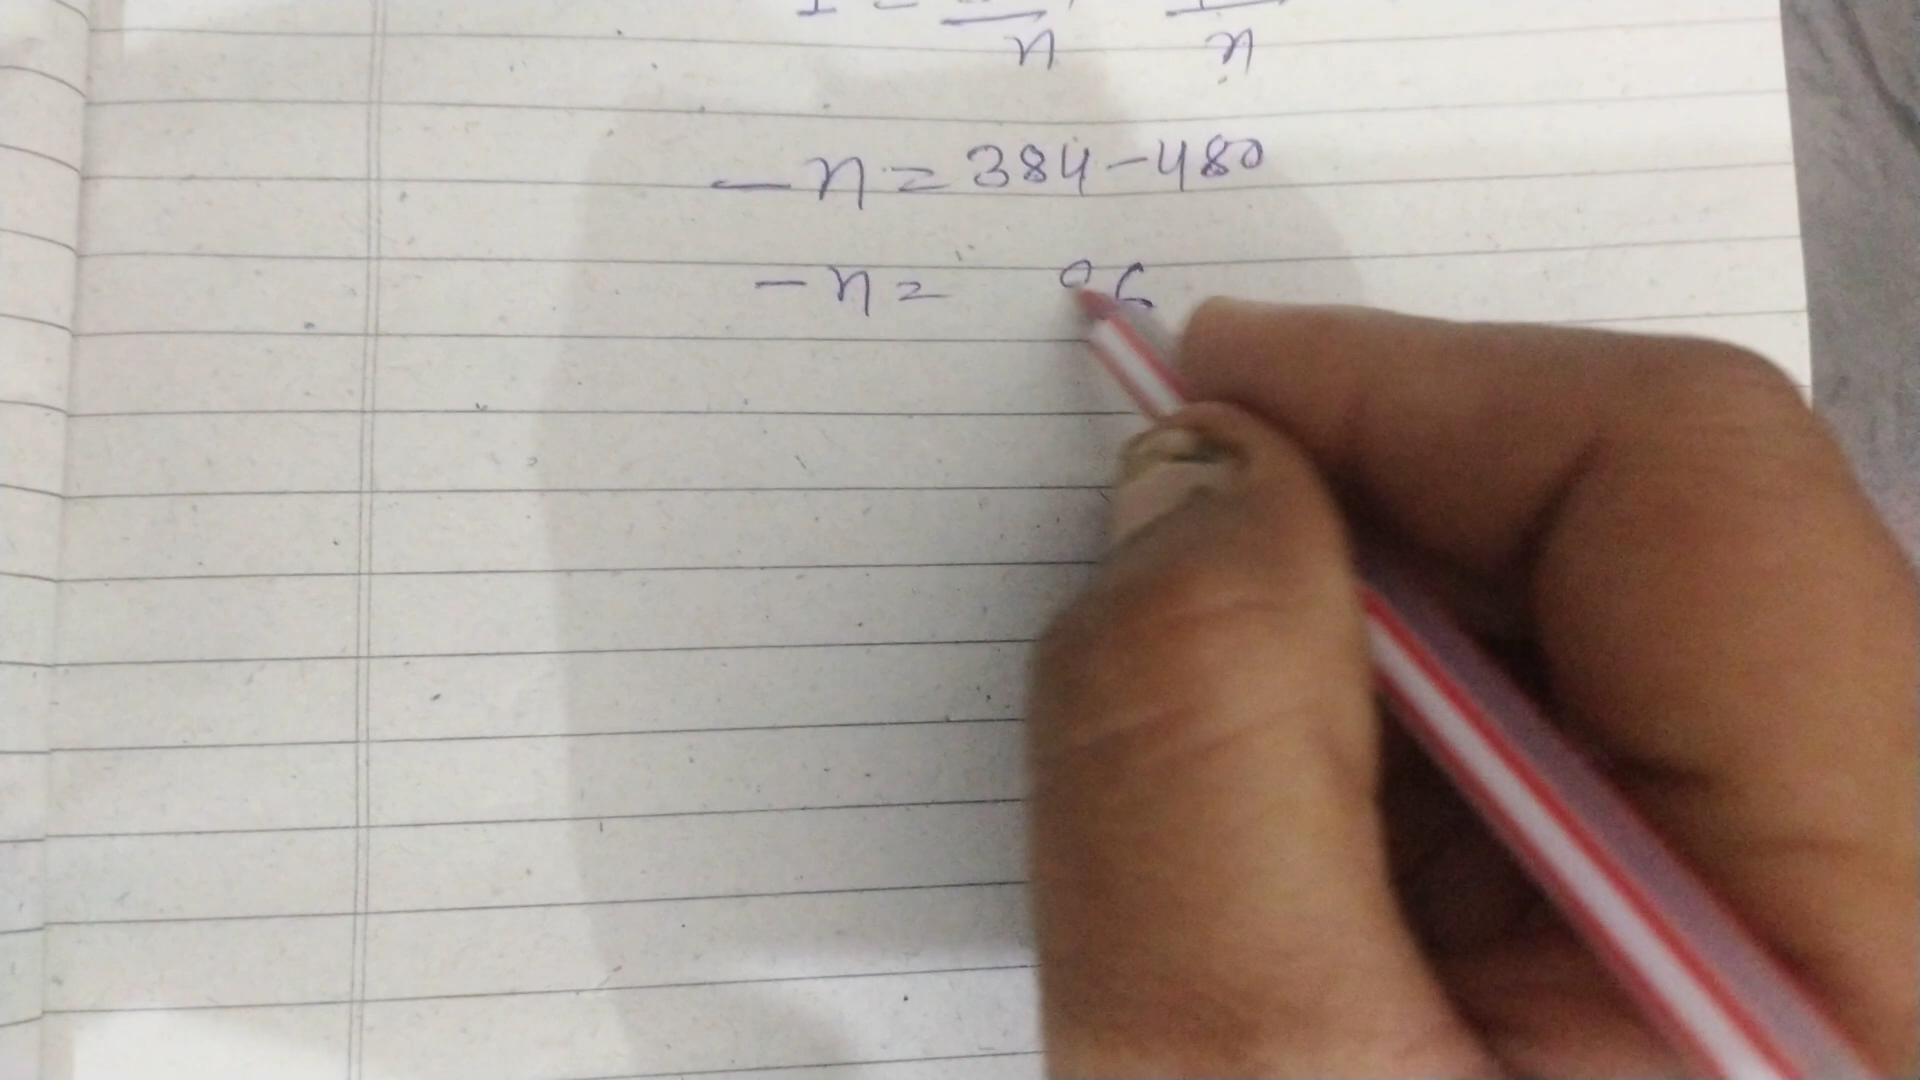 n n
- n = 384 - 480
- n = 96